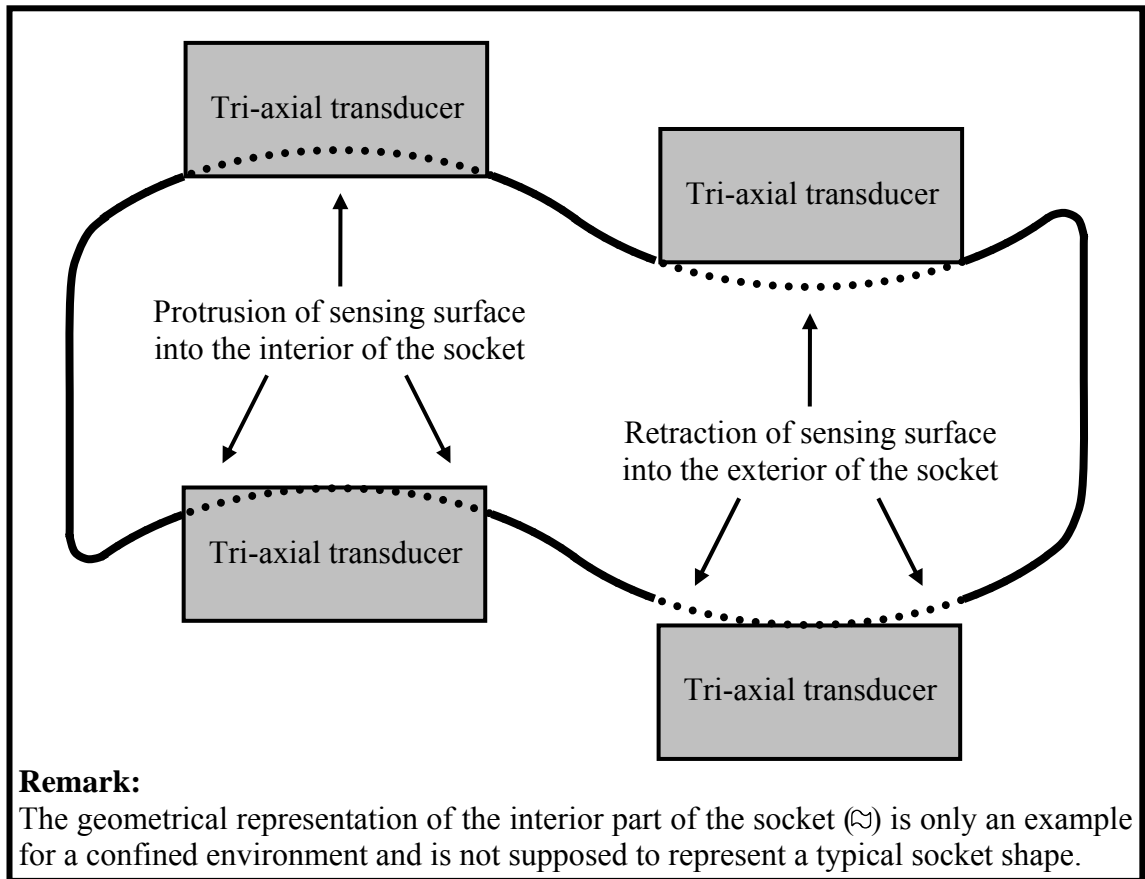 Tri-axial transducer
Tri-axial transducer
Protrusion of sensing surface
into the interior of the socket
Retraction of sensing surface
into the exterior of the socket
Tri-axial transducer
Tri-axial transducer
Remark:
The geometrical representation of the interior part of the socket (≈) is only an example
for a confined environment and is not supposed to represent a typical socket shape.